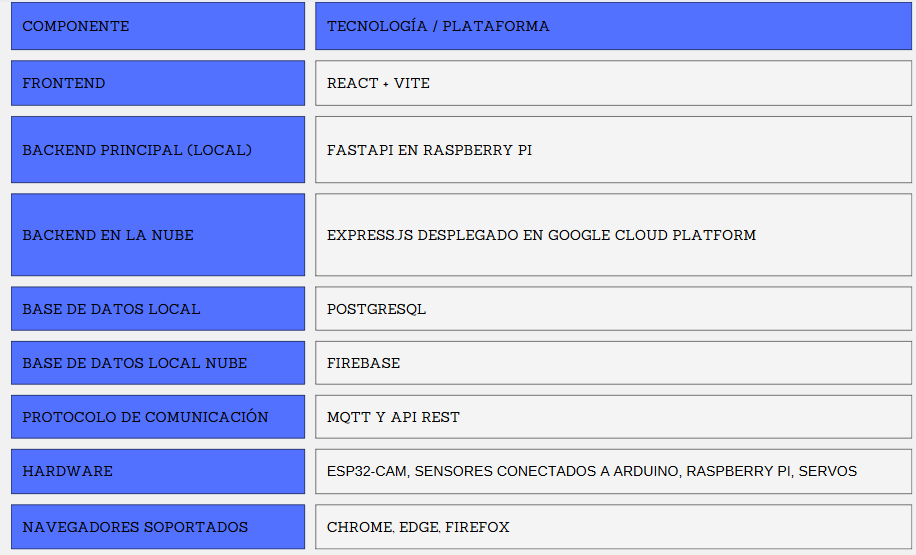 COMPONENTE
TECNOLOGÍA / PLATAFORMA
FRONTEND
REACT + VITE
BACKEND PRINCIPAL (LOCAL)
FASTAPI EN RASPBERRY PI
BACKEND EN LA NUBE
EXPRESS.JS DESPLEGADO EN GOOGLE CLOUD PLATFORM
BASE DE DATOS LOCAL
POSTGRESQL
BASE DE DATOS LOCAL NUBE
FIREBASE
PROTOCOLO DE COMUNICACIÓN
MQTT Y API REST
HARDWARE
ESP32-CAM, SENSORES CONECTADOS A ARDUINO, RASPBERRY PI, SERVOS
NAVEGADORES SOPORTADOS
CHROME, EDGE, FIREFOX